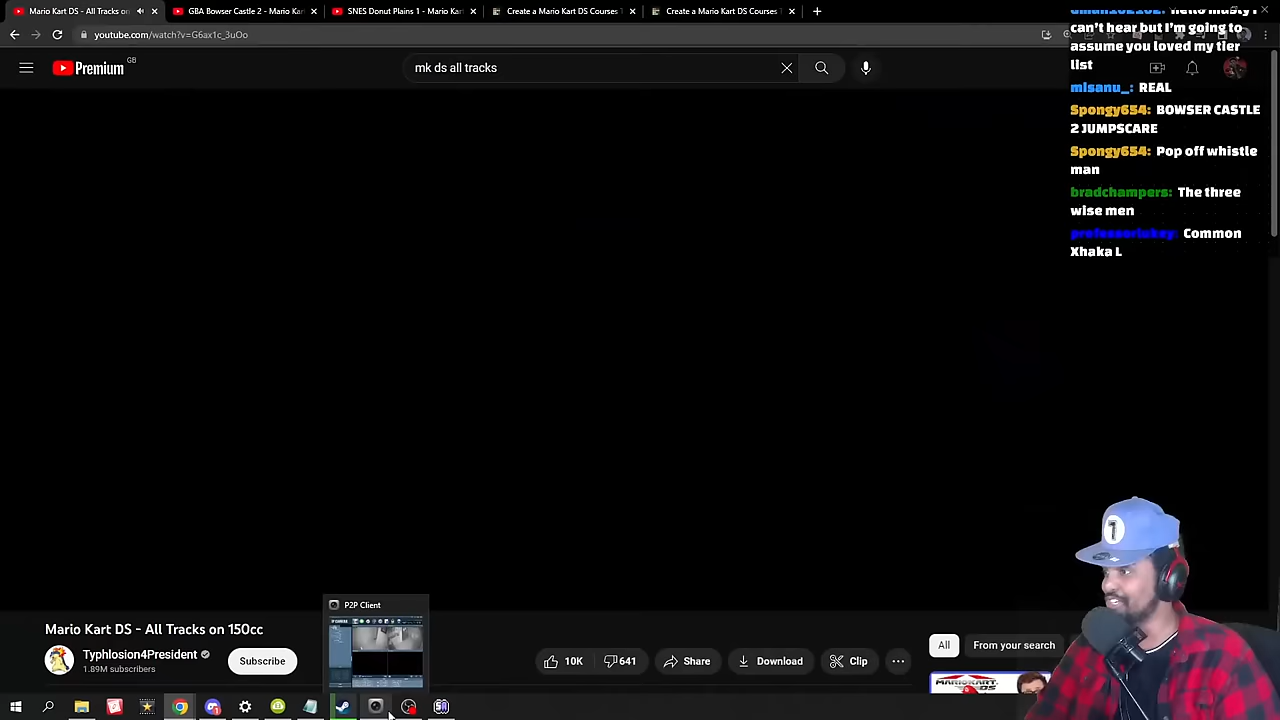 Mario Kart DS - All Tracks on
GBA Bowser Castle 2 - Mario Kar
SNES Donut Plains 1 - Mario Ka
Create a Mario Kart DS Courses
Create a Mario Kart DS Courses
youtube.com/watch?v=G6ax1c_3uOo
Premium GB
mk ds all tracks
can't hear but I'm going to
assume you loved my tier
list
misanu_: REAL
Spongy654: BOWSER CASTLE
2 JUMPSCARE
Spongy654: Pop off whistle
man
bradchampers: The three
wise men
Common
Xhaka L
7
P2P Client
Mario Kart DS - All Tracks on 150cc
Typhlosion4President
1.89M subscribers
Subscribe
10K
641
Share
Download
Clip
All
From your search
MARIOKART
DS